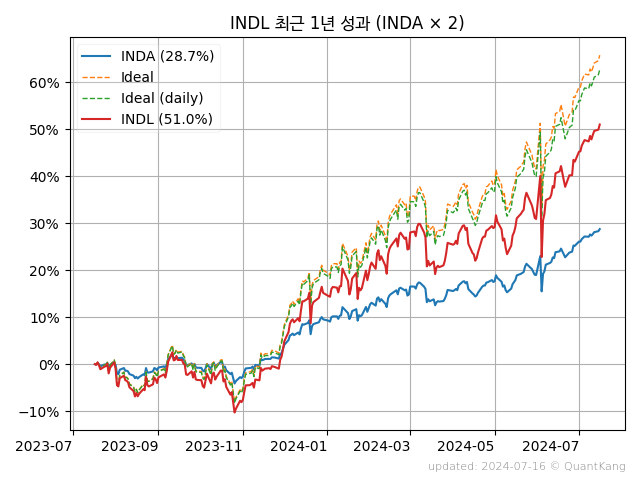 INDL 최근 1년 성과 (INDA × 2)
INDA (28.7%)
Ideal
Ideal (daily)
INDL (51.0%)
60%
50%
40%
30%
20%
10%
0%
−10%
2023-07
2023-09
2023-11
2024-01
2024-03
2024-05
2024-07
updated: 2024-07-16 © QuantKang